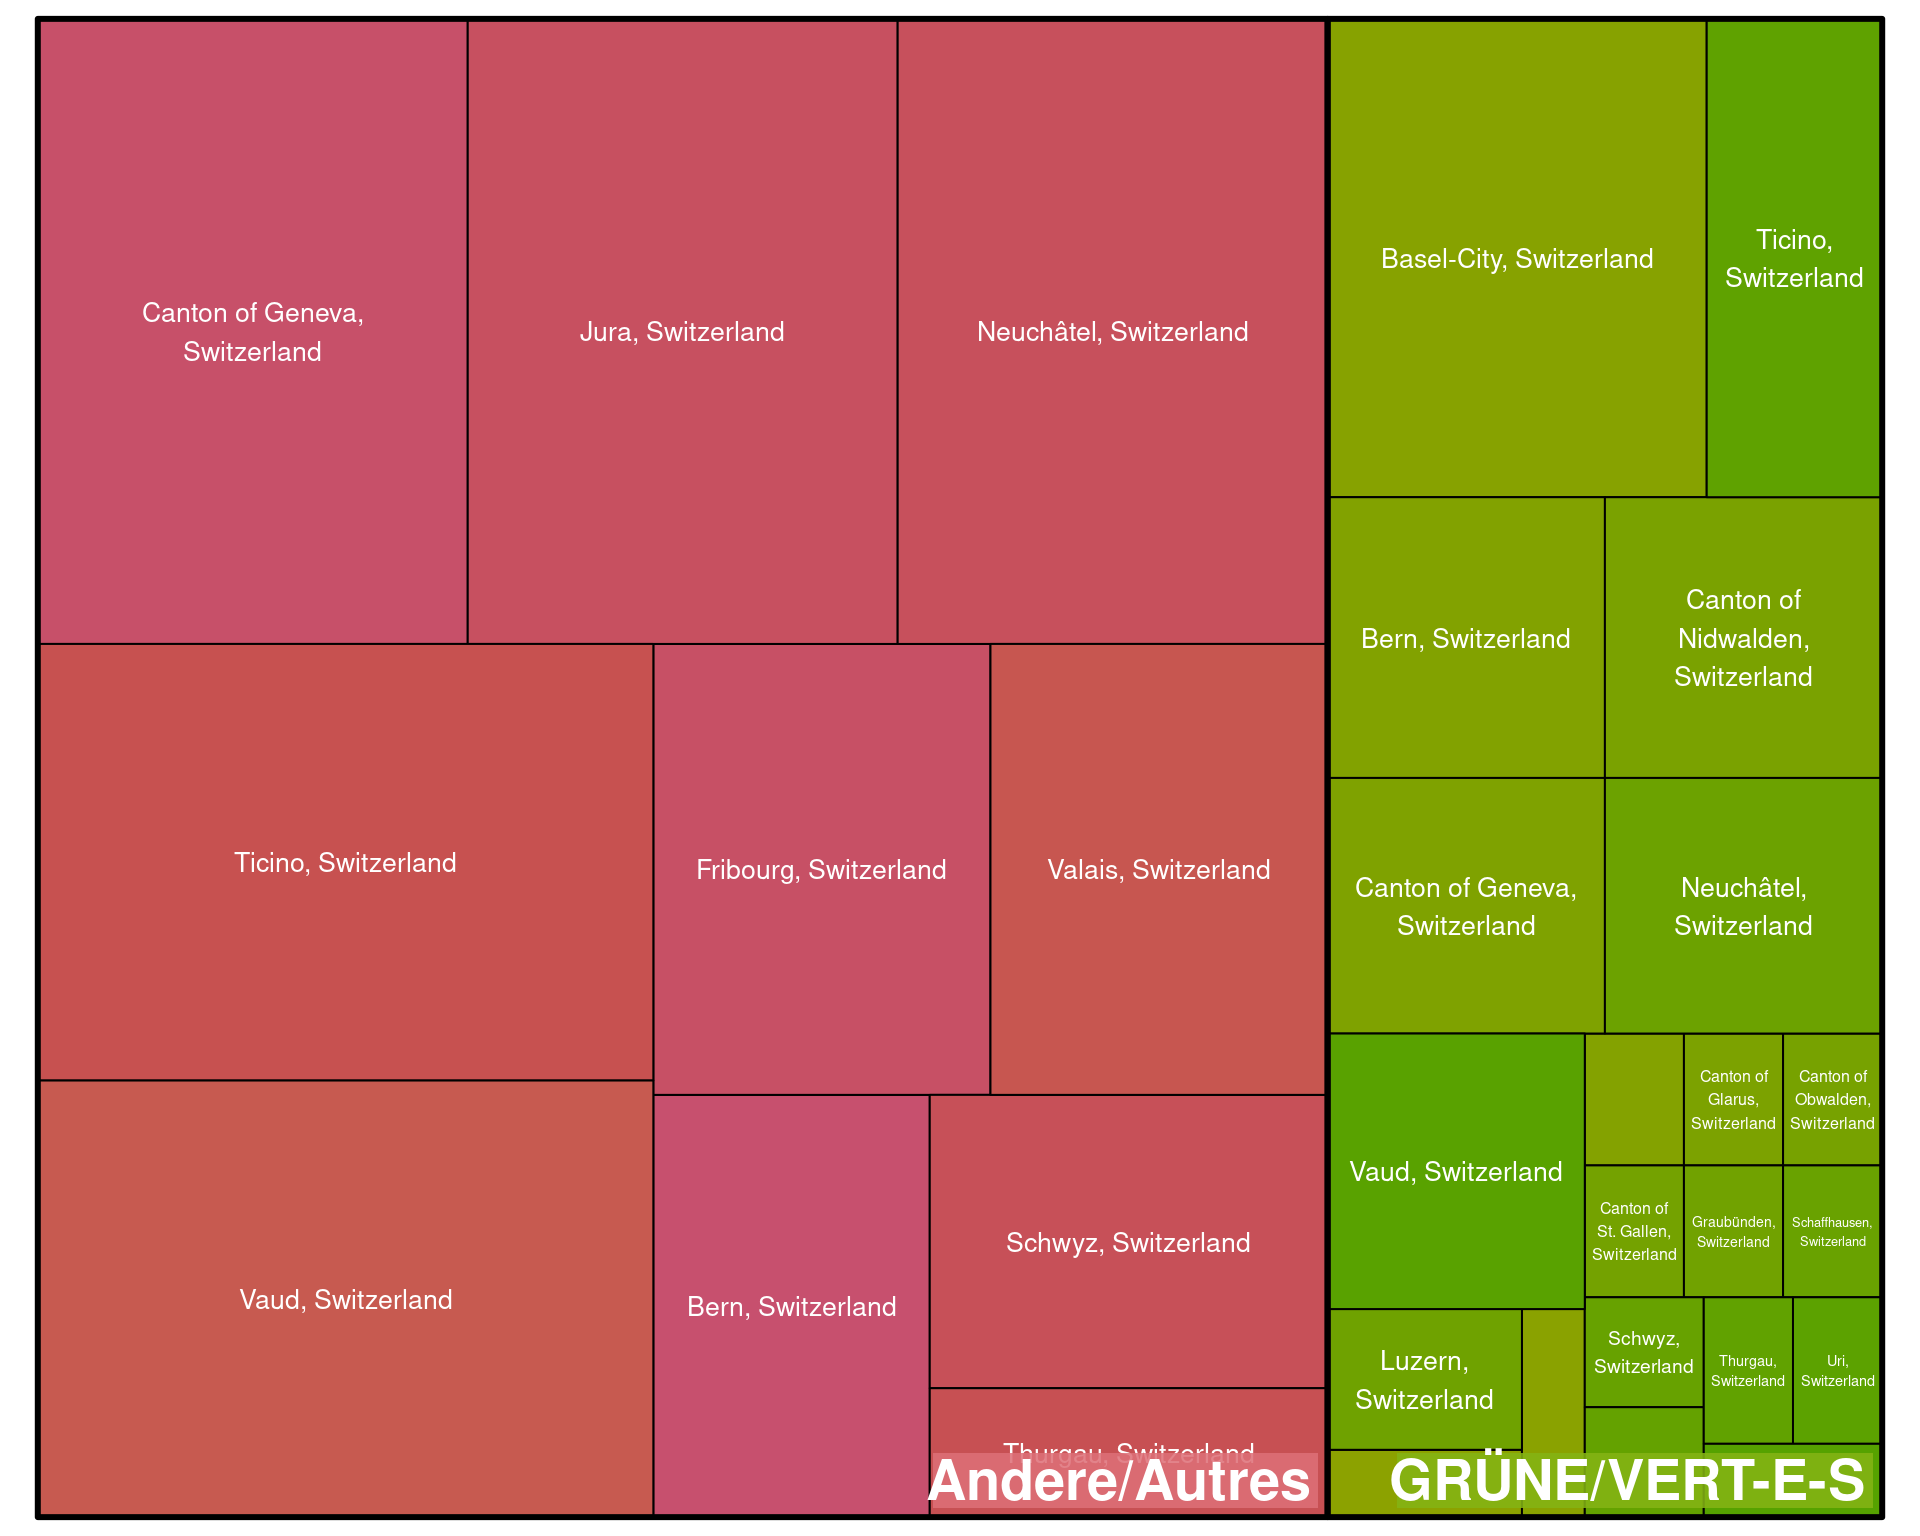 Canton of Geneva,
Switzerland
Jura, Switzerland
Neuchâtel, Switzerland
Ticino, Switzerland
Fribourg, Switzerland
Valais, Switzerland
Vaud, Switzerland
Bern, Switzerland
Schwyz, Switzerland
Thurgau, Switzerland
Andere/Autres
Basel-City, Switzerland
Ticino,
Switzerland
Bern, Switzerland
Canton of
Nidwalden,
Switzerland
Canton of Geneva,
Switzerland
Neuchâtel,
Switzerland
Vaud, Switzerland
Canton of
Glarus,
Switzerland
Canton of
Obwalden,
Switzerland
Canton of
St. Gallen,
Switzerland
Graubünden,
Switzerland
Schaffhausen,
Switzerland
Luzern,
Switzerland
Schwyz,
Switzerland
Thurgau,
Switzerland
Uri,
Switzerland
GRÜNE/VERT-E-S